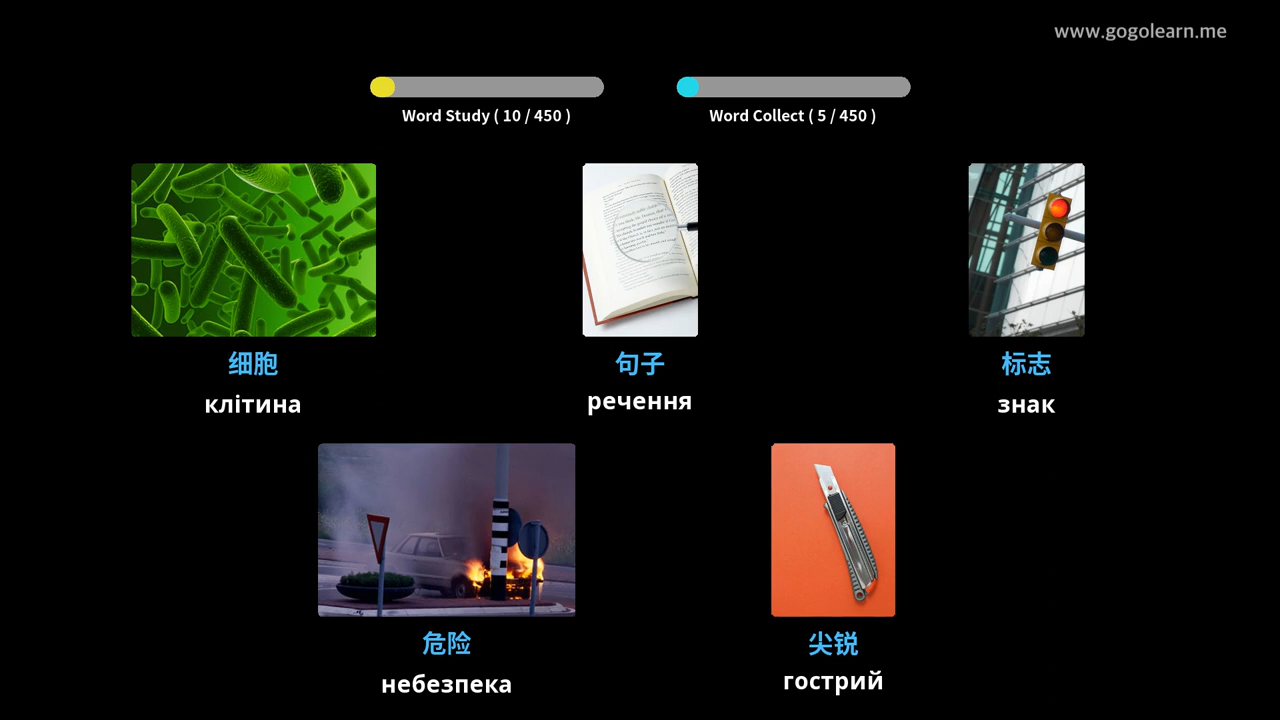 www.gogolearn.me
Word Study ( 10 / 450 )
Word Collect ( 5 / 450 )
细胞
клітина
句子
речення
标志
знак
危险
небезпека
尖锐
гострий